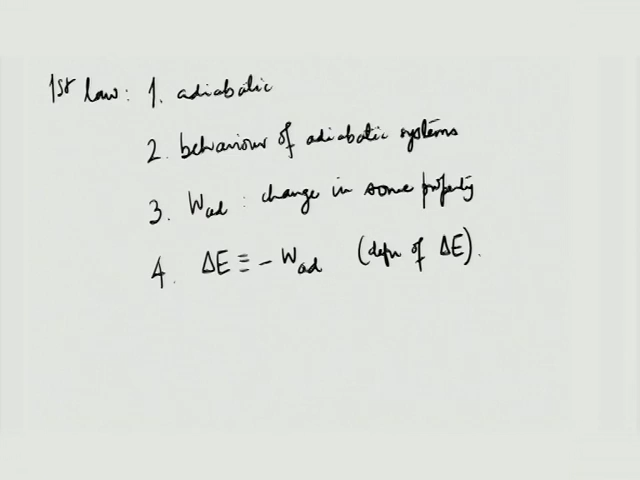 1st law: 1. adiabatic
2. behaviour of adiabatic systems
3. Wad : change in some property
4. ΔE ≡ - Wad (defn of ΔE).